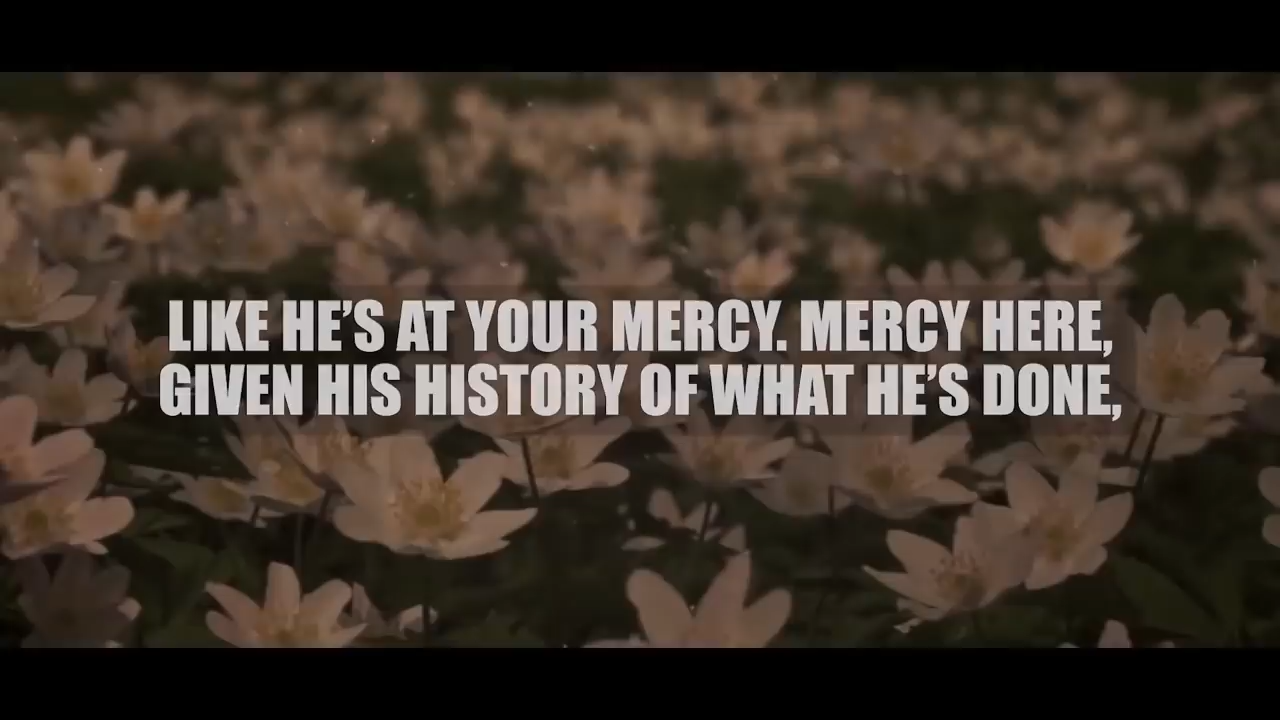 LIKE HE’S AT YOUR MERCY. MERCY HERE,
GIVEN HIS HISTORY OF WHAT HE’S DONE,